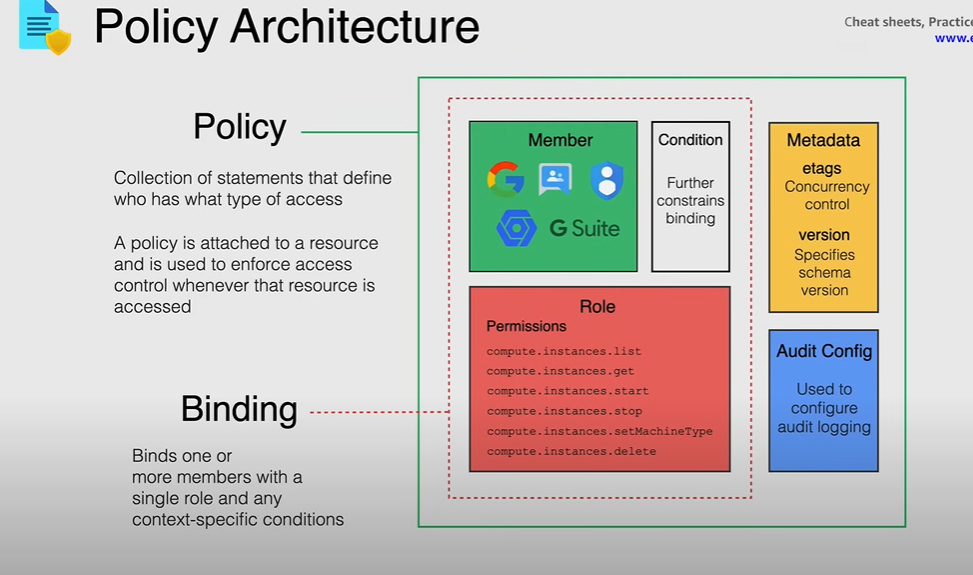 Policy Architecture
Cheat sheets, Practice
www.e
Policy
Collection of statements that define
who has what type of access
A policy is attached to a resource
and is used to enforce access
control whenever that resource is
accessed
Binding
Binds one or
more members with a
single role and any
context-specific conditions
Member
G Suite
Condition
Further
constrains
binding
Role
Permissions
compute.instances.list
compute.instances.get
compute.instances.start
compute.instances.stop
compute.instances.setMachineType
compute.instances.delete
Metadata
etags
Concurrency
control
version
Specifies
schema
version
Audit Config
Used to
configure
audit logging